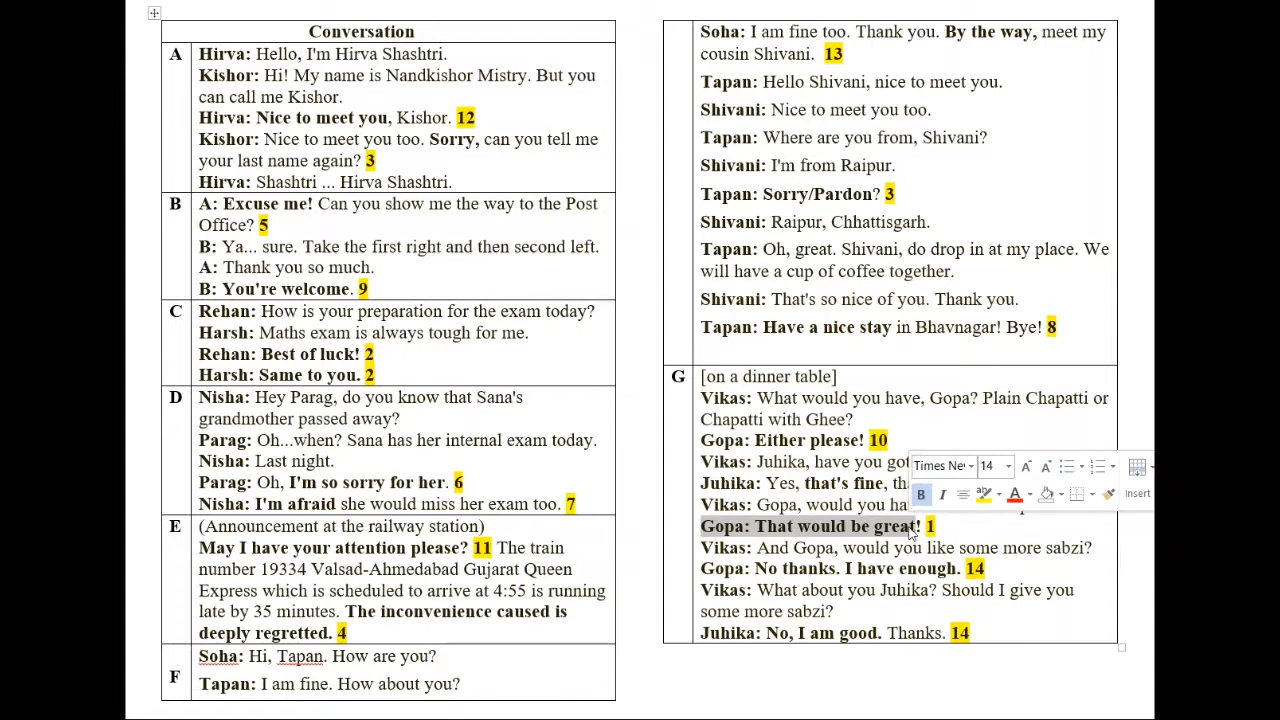 Conversation
A Hirva: Hello, I'm Hirva Shashtri.
Kishor: Hi! My name is Nandkishor Mistry. But you
can call me Kishor.
Hirva: Nice to meet you, Kishor. 12
Kishor: Nice to meet you too. Sorry, can you tell me
your last name again? 3
Hirva: Shashtri ... Hirva Shashtri.
B A: Excuse me! Can you show me the way to the Post
Office? 5
B: Ya... sure. Take the first right and then second left.
A: Thank you so much.
B: You're welcome. 9
C Rehan: How is your preparation for the exam today?
Harsh: Maths exam is always tough for me.
Rehan: Best of luck! 2
Harsh: Same to you. 2
D Nisha: Hey Parag, do you know that Sana's
grandmother passed away?
Parag: Oh...when? Sana has her internal exam today.
Nisha: Last night.
Parag: Oh, I'm so sorry for her. 6
Nisha: I'm afraid she would miss her exam too. 7
E (Announcement at the railway station)
May I have your attention please? 11 The train
number 19334 Valsad-Ahmedabad Gujarat Queen
Express which is scheduled to arrive at 4:55 is running
late by 35 minutes. The inconvenience caused is
deeply regretted. 4
Soha: Hi, Tapan. How are you?
F
Tapan: I am fine. How about you?
Soha: I am fine too. Thank you. By the way, meet my
cousin Shivani. 13
Tapan: Hello Shivani, nice to meet you.
Shivani: Nice to meet you too.
Tapan: Where are you from, Shivani?
Shivani: I'm from Raipur.
Tapan: Sorry/Pardon? 3
Shivani: Raipur, Chhattisgarh.
Tapan: Oh, great. Shivani, do drop in at my place. We
will have a cup of coffee together.
Shivani: That's so nice of you. Thank you.
Tapan: Have a nice stay in Bhavnagar! Bye! 8
G [on a dinner table]
Vikas: What would you have, Gopa? Plain Chapatti or
Chapatti with Ghee?
Gopa: Either please! 10
Vikas: Juhika, have you got
Juhika: Yes, that's fine,
Vikas: Gopa, would you
Gopa: That would be great! 1
Vikas: And Gopa, would you like some more sabzi?
Gopa: No thanks. I have enough. 14
Vikas: What about you Juhika? Should I give you
some more sabzi?
Juhika: No, I am good. Thanks. 14
Times Ne 14 A A
B I A Insert